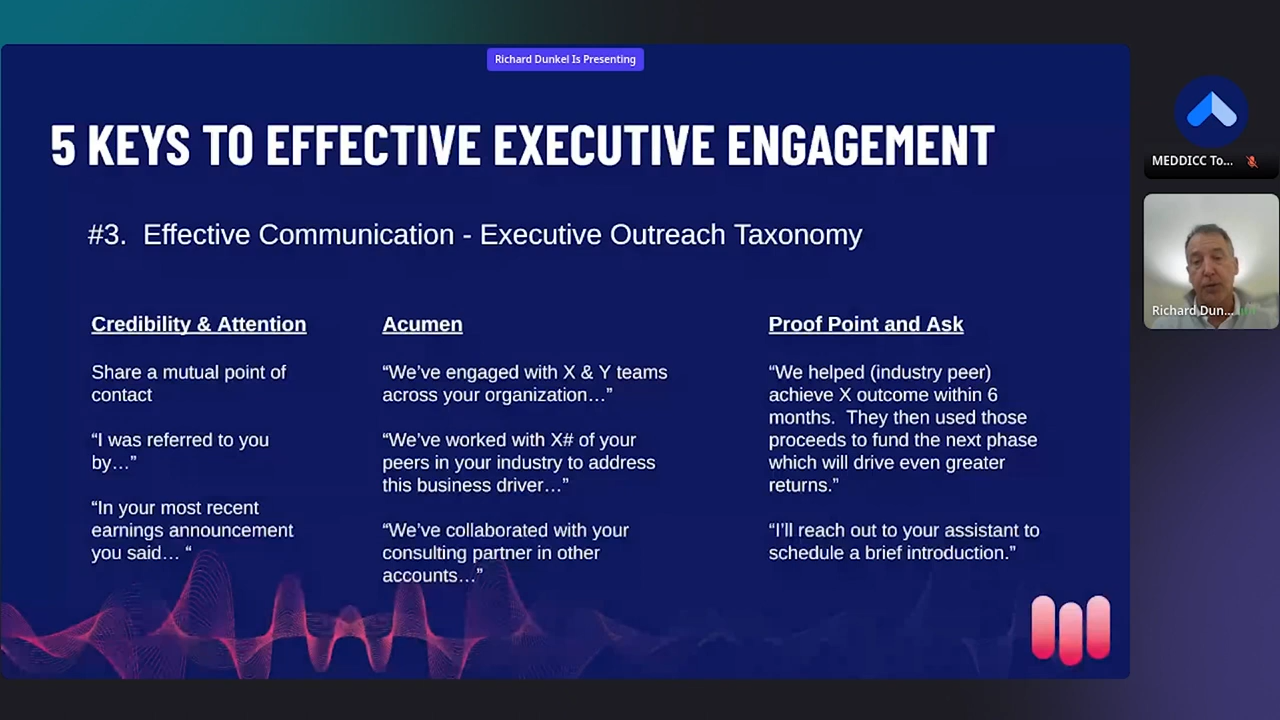 Richard Dunkel Is Presenting
5 KEYS TO EFFECTIVE EXECUTIVE ENGAGEMENT
#3. Effective Communication - Executive Outreach Taxonomy
Credibility & Attention
Share a mutual point of
contact
“I was referred to you
by…”
“In your most recent
earnings announcement
you said… “
Acumen
“We’ve engaged with X & Y teams
across your organization…”
“We’ve worked with X# of your
peers in your industry to address
this business driver…”
“We’ve collaborated with your
consulting partner in other
accounts…”
Proof Point and Ask
“We helped (industry peer)
achieve X outcome within 6
months. They then used those
proceeds to fund the next phase
which will drive even greater
returns.”
“I’ll reach out to your assistant to
schedule a brief introduction.”
MEDDICC To...
Richard Dun...